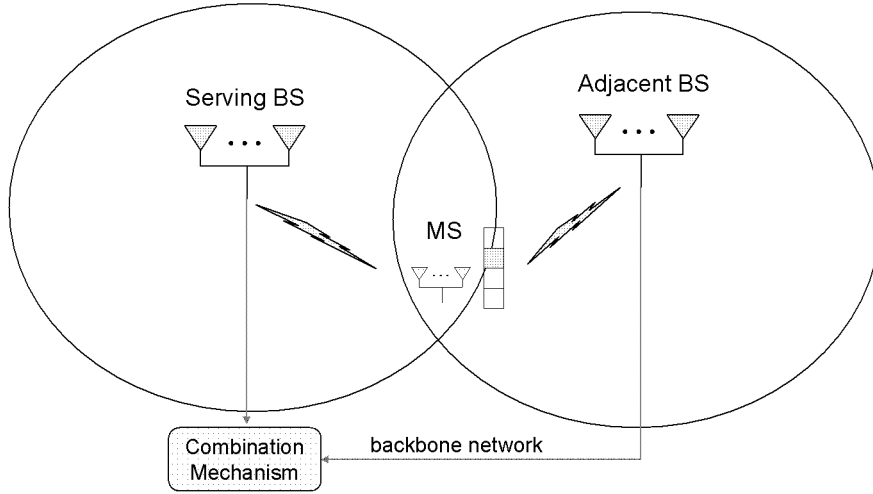 Serving BS
Adjacent BS
MS
Combination
Mechanism
backbone network